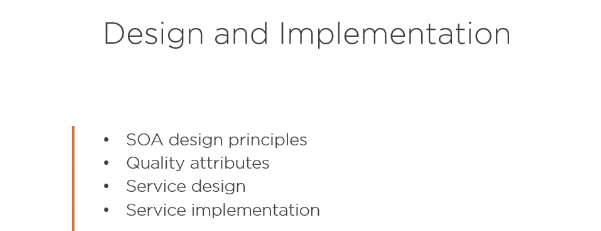 Design and Implementation
• SOA design principles
• Quality attributes
• Service design
• Service implementation